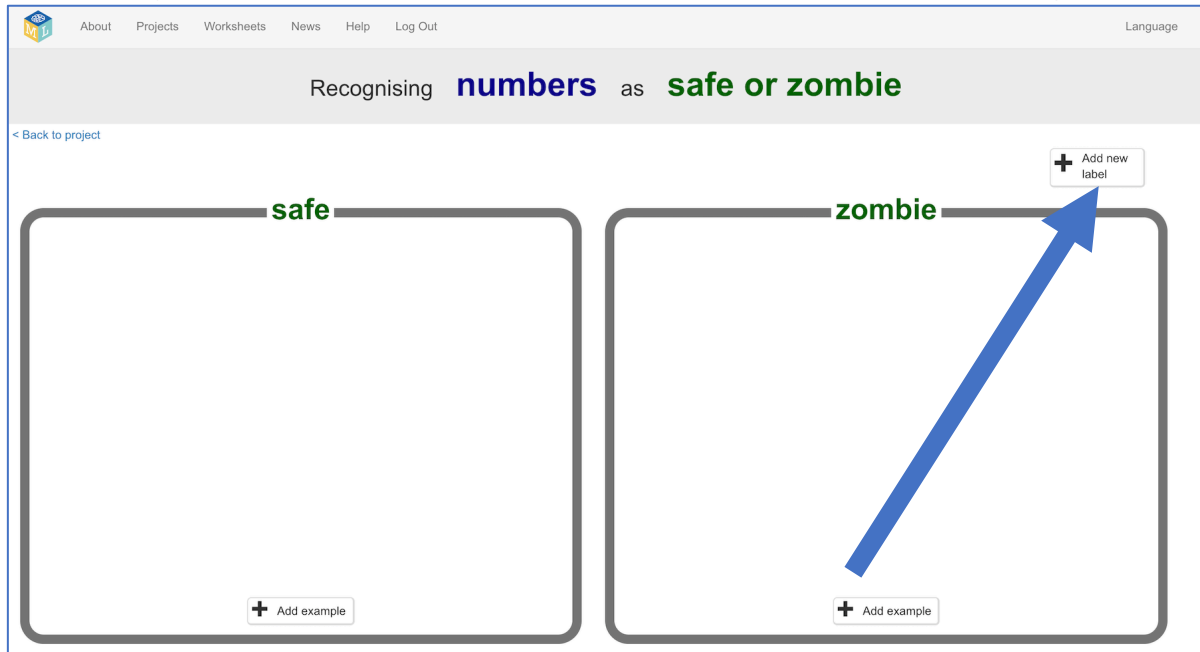 ML
About Projects Worksheets News Help Log Out Language
Recognising numbers as safe or zombie
< Back to project
Add new
label
safe zombie
Add example Add example